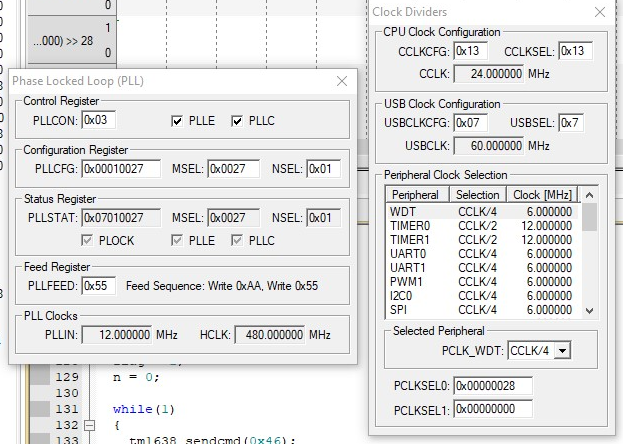 0
1
...000) >> 28
0
Phase Locked Loop (PLL)
Control Register
PLLCON: 0x03 PLLE PLLC
Configuration Register
PLLCFG: 0x00010027 MSEL: 0x0027 NSEL: 0x01
Status Register
PLLSTAT: 0x07010027 MSEL: 0x0027 NSEL: 0x01
PLOCK PLLE PLLC
Feed Register
PLLFEED: 0x55 Feed Sequence: Write 0xAA, Write 0x55
PLL Clocks
PLLIN: 12.000000 MHz HCLK: 480.000000 MHz
129 n = 0;
130
131 while(1)
132 {
133 tm1638_sendcmd(0x46);
Clock Dividers
CPU Clock Configuration
CCLKCFG: 0x13 CCLKSEL: 0x13
CCLK: 24.000000 MHz
USB Clock Configuration
USBCLKCFG: 0x07 USBSEL: 0x7
USBCLK: 60.000000 MHz
Peripheral Clock Selection
Peripheral Selection Clock [MHz]
WDT CCLK/4 6.000000
TIMER0 CCLK/2 12.000000
TIMER1 CCLK/2 12.000000
UART0 CCLK/4 6.000000
UART1 CCLK/4 6.000000
PWM1 CCLK/4 6.000000
I2C0 CCLK/4 6.000000
SPI CCLK/4 6.000000
Selected Peripheral
PCLK_WDT: CCLK/4
PCLKSEL0: 0x00000028
PCLKSEL1: 0x00000000